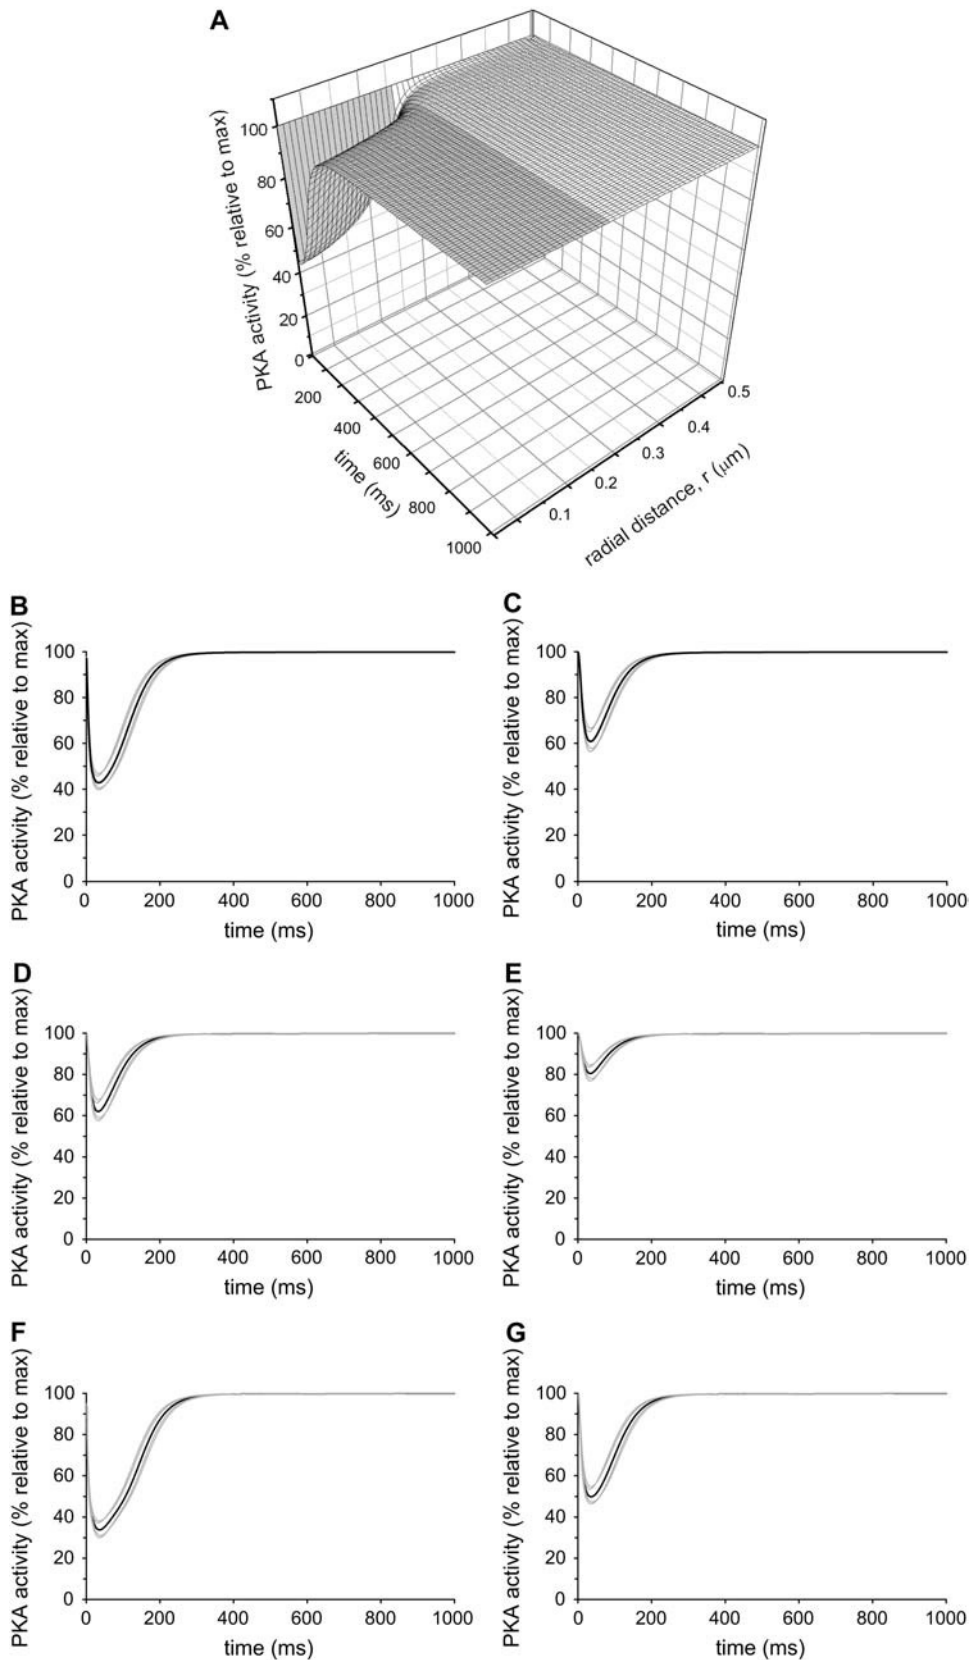 A
PKA activity (% relative to max)
100
80
60
40
20
0
200
400
600
800
1000
time (ms)
0.1
0.2
0.3
0.4
0.5
radial distance, r (μm)
B
PKA activity (% relative to max)
100
80
60
40
20
0
0 200 400 600 800 1000
time (ms)
C
PKA activity (% relative to max)
100
80
60
40
20
0
0 200 400 600 800 1000
time (ms)
D
PKA activity (% relative to max)
100
80
60
40
20
0
0 200 400 600 800 1000
time (ms)
E
PKA activity (% relative to max)
100
80
60
40
20
0
0 200 400 600 800 1000
time (ms)
F
PKA activity (% relative to max)
100
80
60
40
20
0
0 200 400 600 800 1000
time (ms)
G
PKA activity (% relative to max)
100
80
60
40
20
0
0 200 400 600 800 1000
time (ms)